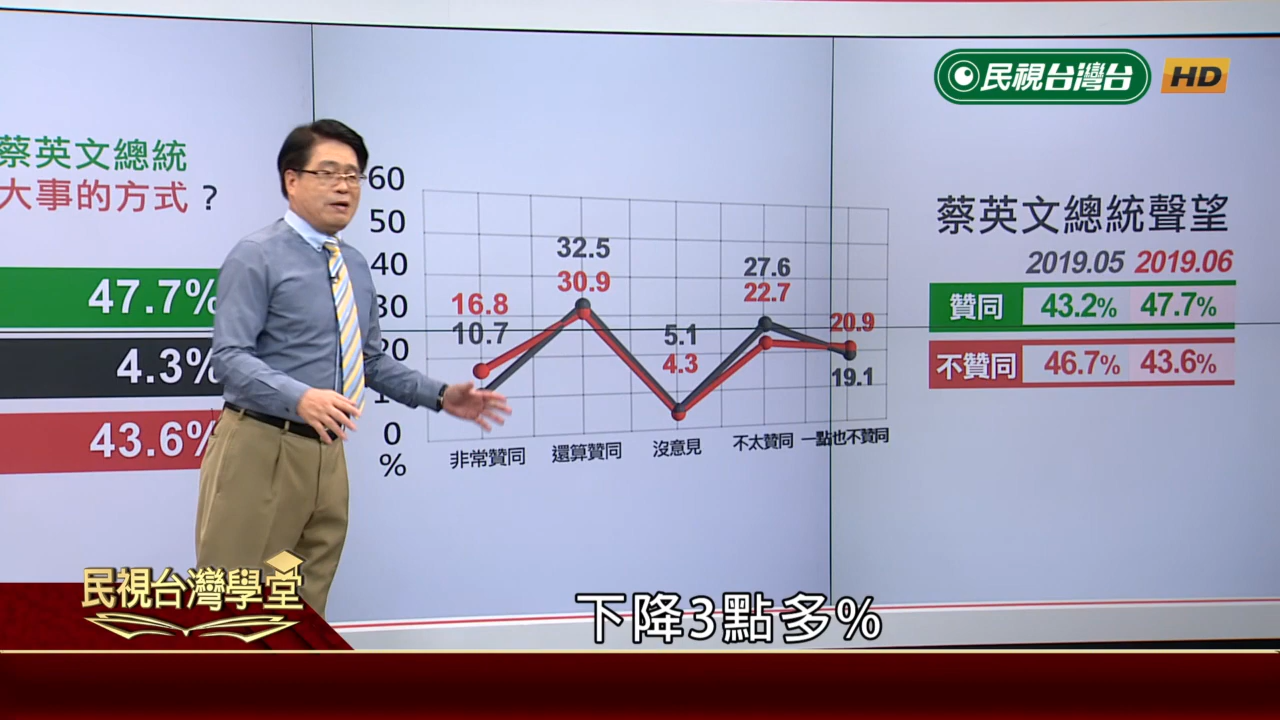 民視台灣台
HD
蔡英文總統
大事的方式?
47.7%
4.3%
43.6%
60
50
40
30
20
1
0
%
16.8
10.7
32.5
30.9
5.1
4.3
27.6
22.7
20.9
19.1
非常贊同
還算贊同
沒意見
不太贊同
一點也不贊同
蔡英文總統聲望
2019.05 2019.06
贊同 43.2% 47.7%
不贊同 46.7% 43.6%
民視台灣學堂
下降3點多%